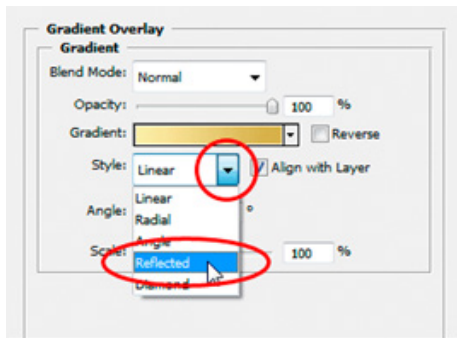 Gradient Overlay
Gradient
Blend Mode: Normal
Opacity: 100 %
Gradient: Reverse
Style: Linear Align with Layer
Linear
Angle: °
Radial
Angle
Scale: 100 %
Reflected
Diamond